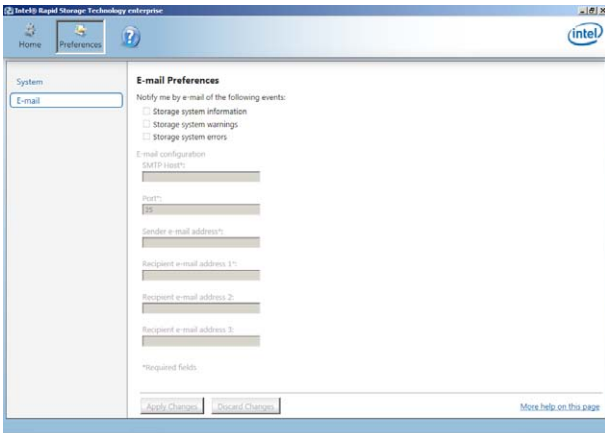 Intel® Rapid Storage Technology enterprise
Home
Preferences
?
intel
System
E-mail
E-mail Preferences
Notify me by e-mail of the following events:
Storage system information
Storage system warnings
Storage system errors
E-mail configuration
SMTP Host*:
Port*:
25
Sender e-mail address*:
Recipient e-mail address 1*:
Recipient e-mail address 2:
Recipient e-mail address 3:
*Required fields
Apply Changes
Discard Changes
More help on this page